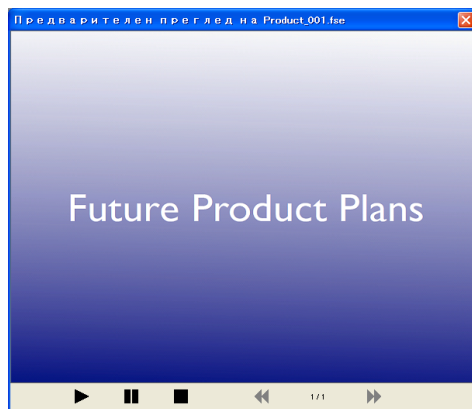 Предварителен преглед на Product_001.fse
Future Product Plans
1/1